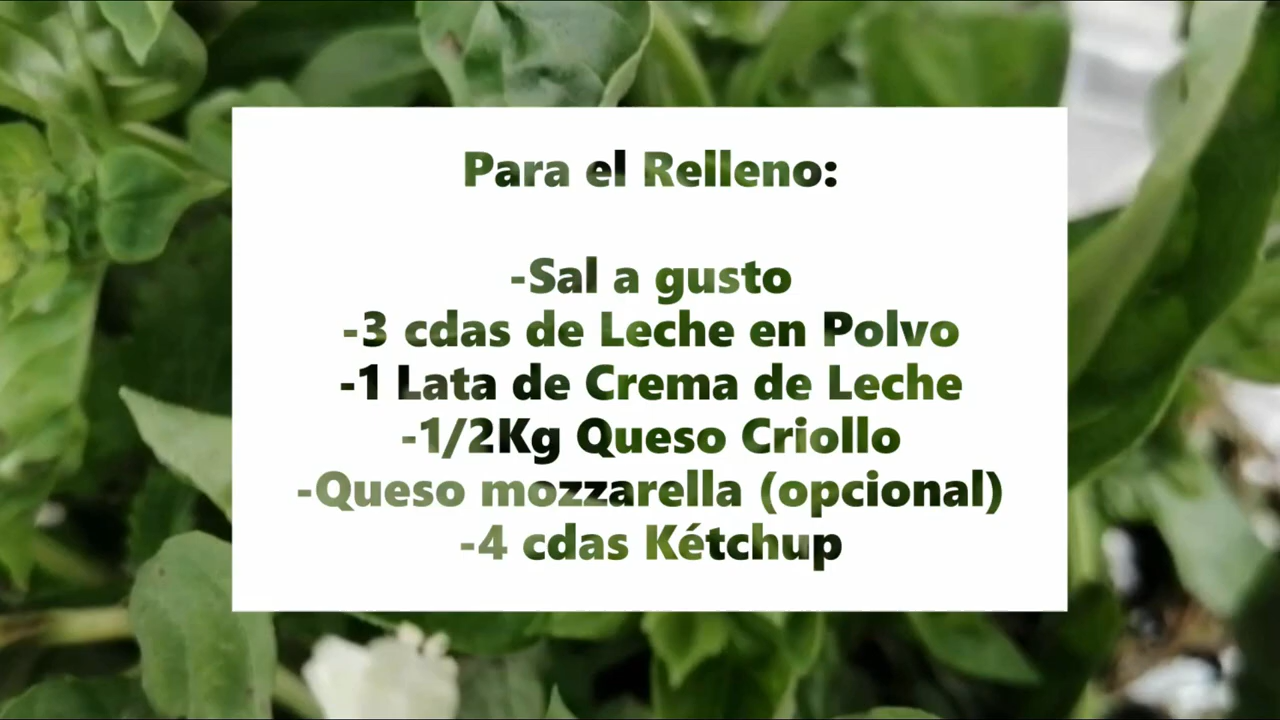 Para el Relleno:
-Sal a gusto
-3 cdas de Leche en Polvo
-1 Lata de Crema de Leche
-1/2Kg Queso Criollo
-Queso mozzarella (opcional)
-4 cdas Kétchup